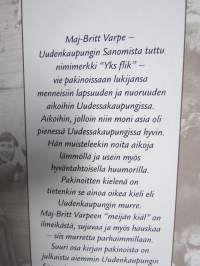 Maj-Britt Varpe –
Uudenkaupungin Sanomista tuttu
nimimerkki "Yks flik" –
vie pakinoissaan lukijansa
menneisiin lapsuuden ja nuoruuden
aikoihin Uudessakaupungissa.
Aikoihin, jolloin niin moni asia oli
pienessä Uudessakaupungissa hyvin.
Hän muisteleekin noita aikoja
lämmöllä ja usein myös
hyväntahtoisella huumorilla.
Pakinoitten kielenä on
tietenkin se ainoa oikea kieli eli
Uudenkaupungin murre.
Maj-Britt Varpeen "meijän kiäl" on
ilmeikästä, sujuvaa ja myös hauskaa
– siis murretta parhaimmillaan.
Suuri osa kirjan pakinoista on
julkaistu aiemmin Uudenkaupungin